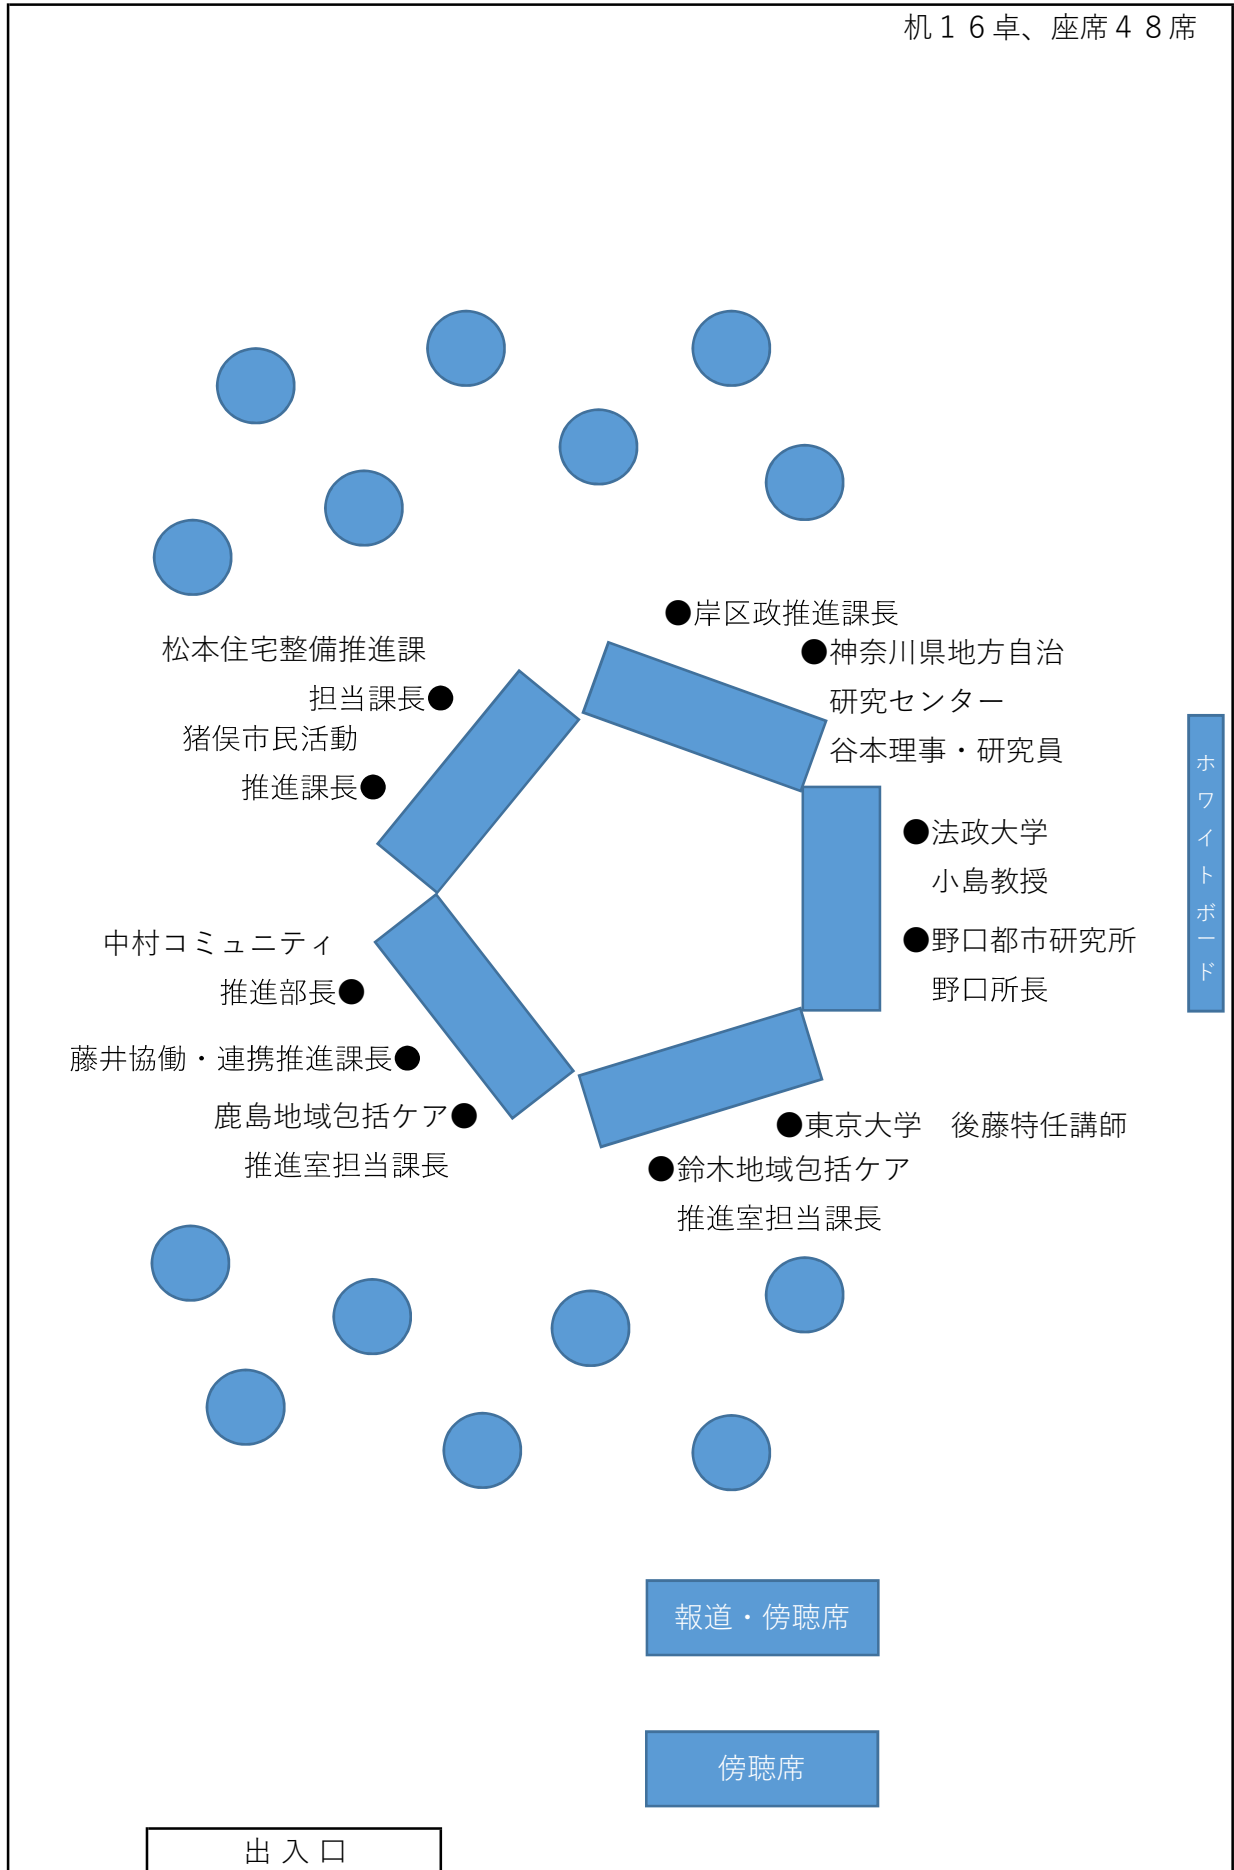 机１６卓、座席４８席
●岸区政推進課長
●神奈川県地方自治
研究センター
谷本理事・研究員
松本住宅整備推進課
担当課長●
猪俣市民活動
推進課長●
ホワイトボード
●法政大学
小島教授
●野口都市研究所
野口所長
中村コミュニティ
推進部長●
藤井協働・連携推進課長●
鹿島地域包括ケア●
推進室担当課長
●東京大学　後藤特任講師
●鈴木地域包括ケア
推進室担当課長
報道・傍聴席
傍聴席
出入口